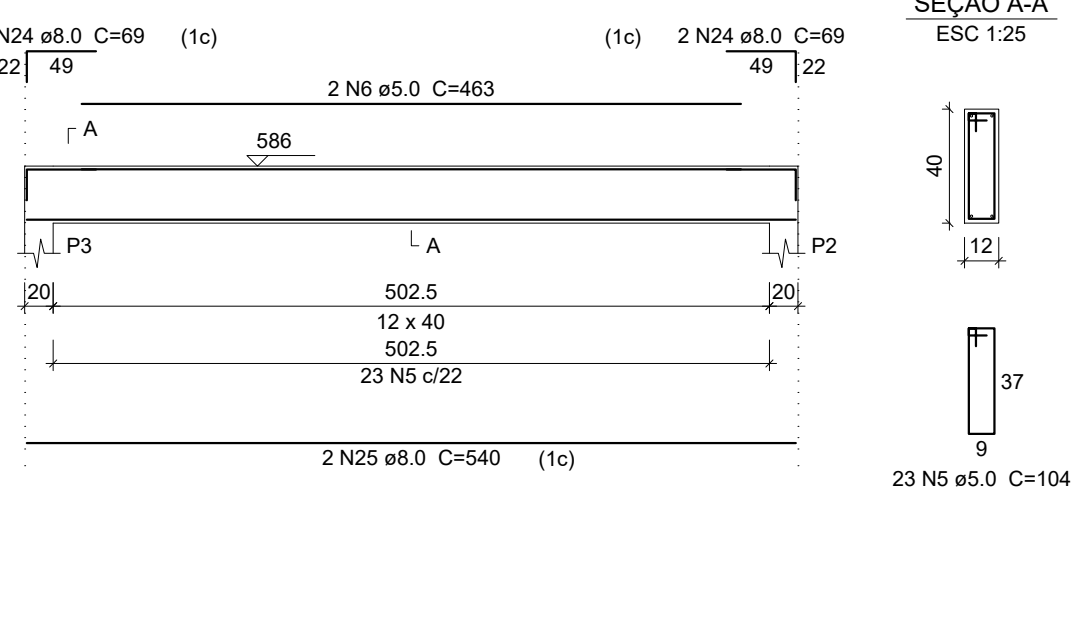 SEÇÃO A-A
ESC 1:25
N24 ø8.0 C=69 (1c)
(1c) 2 N24 ø8.0 C=69
22 49
49 22
2 N6 ø5.0 C=463
A
586
40
P3
A
P2
12
20 502.5 20
12 x 40
502.5
23 N5 c/22
37
9
2 N25 ø8.0 C=540 (1c)
23 N5 ø5.0 C=104